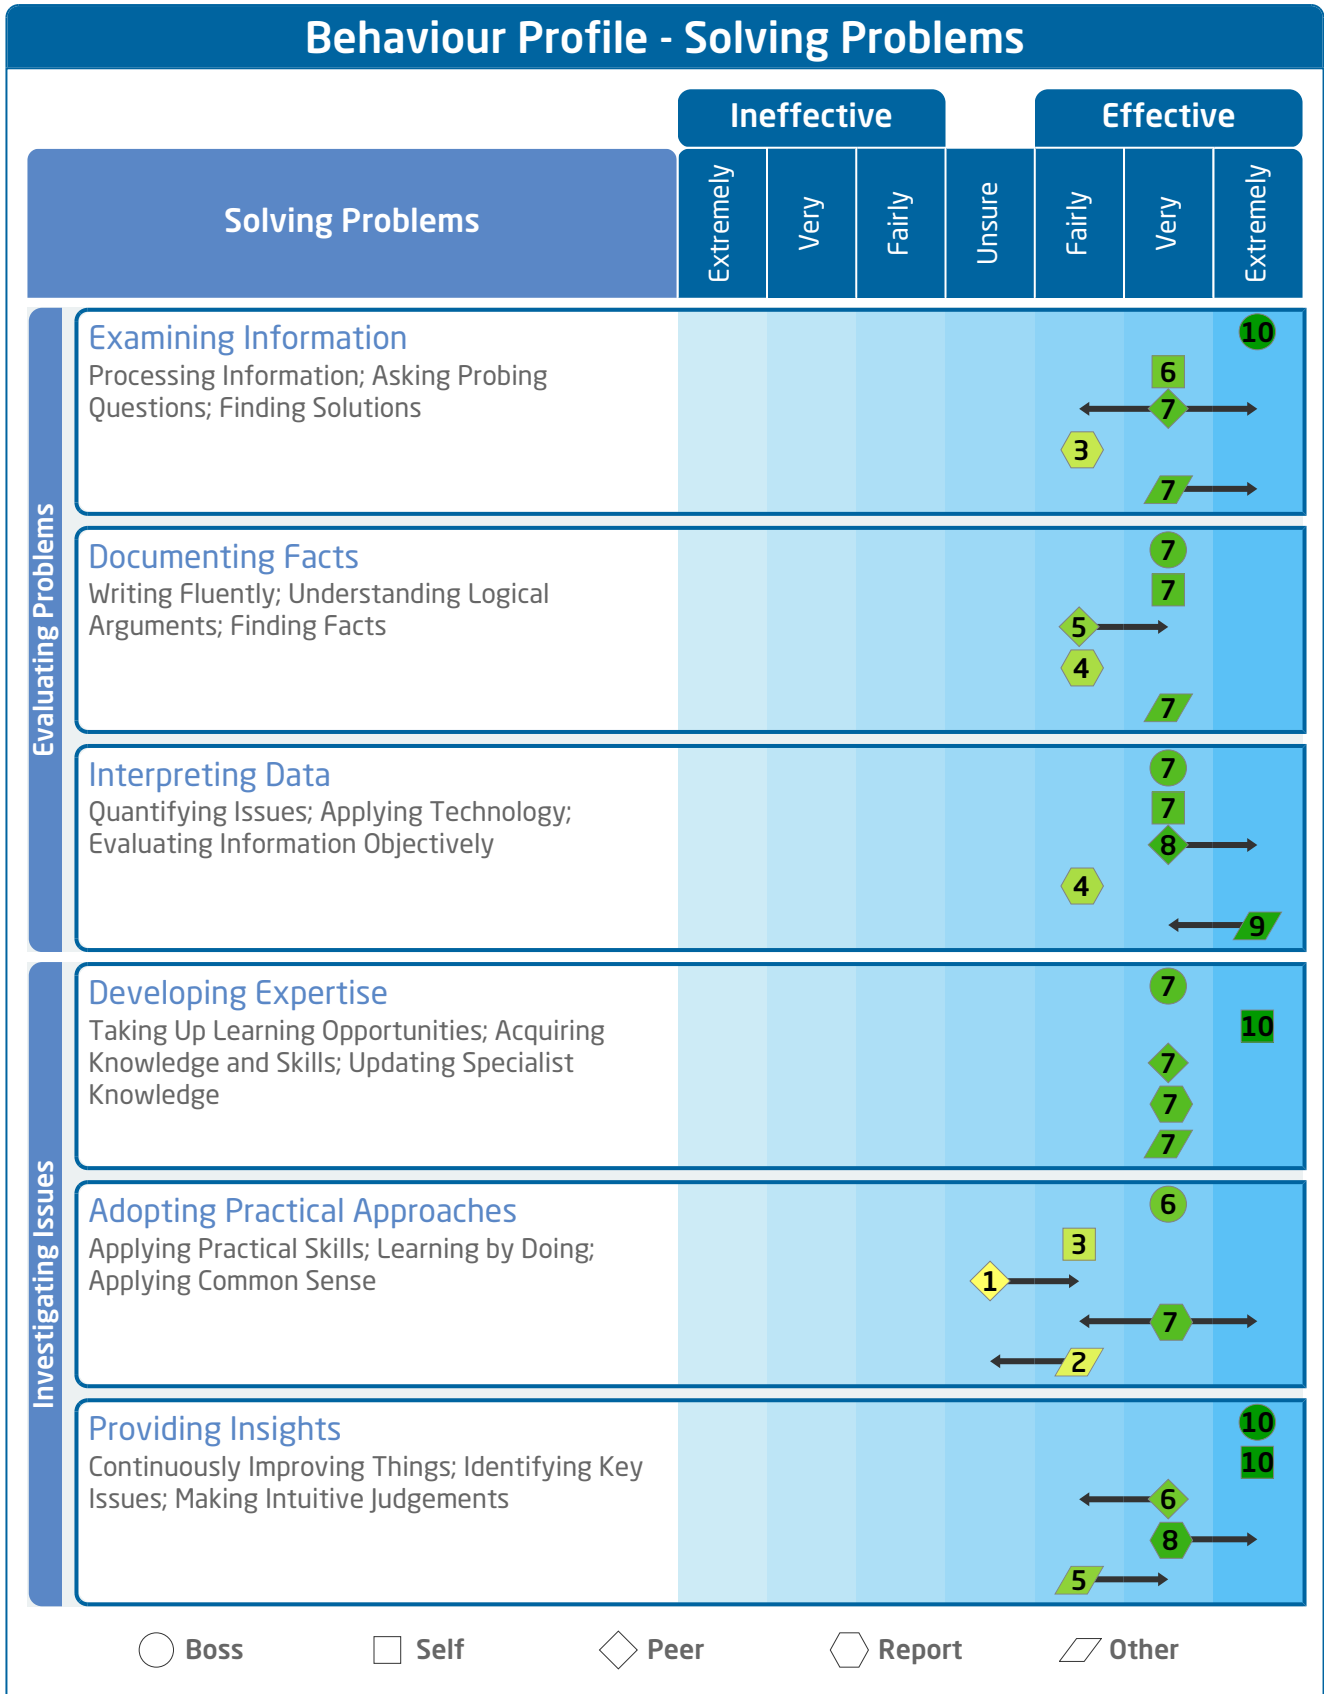 Behaviour Profile - Solving Problems
Ineffective
Effective
Solving Problems
Extremely
Very
Fairly
Unsure
Fairly
Very
Extremely
Evaluating Problems
Examining Information
Processing Information; Asking Probing
Questions; Finding Solutions
10
6
7
3
7
Documenting Facts
Writing Fluently; Understanding Logical
Arguments; Finding Facts
7
7
5
4
7
Interpreting Data
Quantifying Issues; Applying Technology;
Evaluating Information Objectively
7
7
8
4
9
Investigating Issues
Developing Expertise
Taking Up Learning Opportunities; Acquiring
Knowledge and Skills; Updating Specialist
Knowledge
7
10
7
7
7
Adopting Practical Approaches
Applying Practical Skills; Learning by Doing;
Applying Common Sense
6
3
1
7
2
Providing Insights
Continuously Improving Things; Identifying Key
Issues; Making Intuitive Judgements
10
10
6
8
5
Boss
Self
Peer
Report
Other